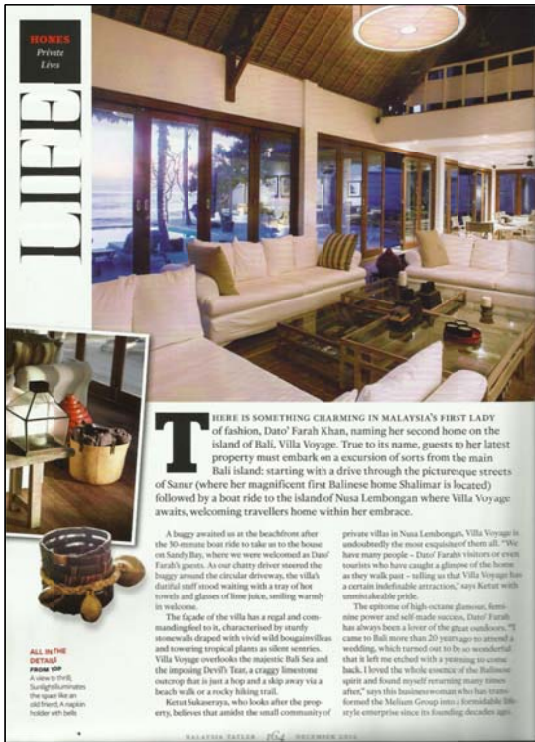 HOMES
Private
Livs
LIFE
THERE IS SOMETHING CHARMING IN MALAYSIA'S FIRST LADY
of fashion, Dato' Farah Khan, naming her second home on the
island of Bali, Villa Voyage. True to its name, guests to her latest
property must embark on a excursion of sorts from the main
Bali island: starting with a drive through the picturesque streets
of Sanur (where her magnificent first Balinese home Shalimar is located)
followed by a boat ride to the island of Nusa Lembongan where Villa Voyage
awaits, welcoming travellers home within her embrace.
A buggy awaited us at the beachfront after
the 30-minute boat ride to take us to the house
on Sandy Bay, where we were welcomed as Dato'
Farah's guests. As our chatty driver steered the
buggy around the circular driveway, the villa's
dutiful staff stood waiting with a tray of hot
towels and glasses of lime juice, smiling warmly
in welcome.
The façade of the villa has a regal and com-
manding feel to it, characterised by sturdy
stonewalls draped with vivid wild bougainvillas
and towering tropical plants as silent sentries.
Villa Voyage overlooks the majestic Bali Sea and
the imposing Devil's Tear, a craggy limestone
outcrop that is just a hop and a skip away via a
beach walk or a rocky hiking trail.
Ketut Sukaseraya, who looks after the prop-
erty, believes that amidst the small community of
private villas in Nusa Lembongan, Villa Voyage is
undoubtedly the most exquisite of them all. "We
have many people – Dato' Farah's visitors or even
tourists who have caught a glimpse of the home
as they walk past – telling us that Villa Voyage has
a certain indefinable attraction," says Ketut with
unmistakeable pride.
The epitome of high-octane glamour, femi-
nine power and self-made success, Dato' Farah
has always been a lover of the great outdoors. "I
came to Bali more than 20 years ago to attend a
wedding, which turned out to be so wonderful
that it left me etched with a yearning to come
back. I loved the whole essence of the Balinese
spirit and found myself returning many times
after," says this businesswoman who has trans-
formed the Melium Group into a formidable life-
style enterprise since its founding decades ago.
ALL IN THE
DETAIL
FROM TOP
A view to thrill;
Sunlight illuminates
the space like an
old friend; A napkin
holder with bells
MALAYSIA TATLER 164 DECEMBER